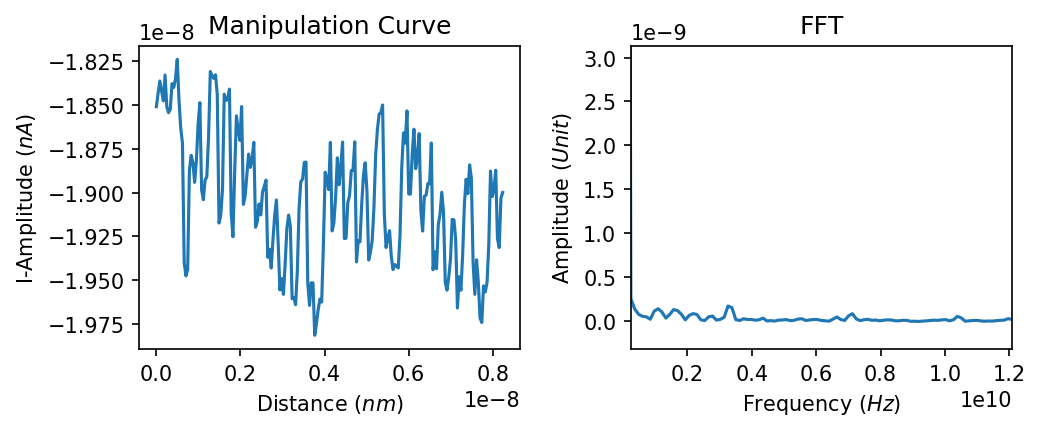 Manipulation Curve
1e−8
−1.825
−1.850
−1.875
−1.900
−1.925
−1.950
−1.975
I-Amplitude (nA)
0.0 0.2 0.4 0.6 0.8
Distance (nm)
1e−8
FFT
1e−9
3.0
2.5
2.0
1.5
1.0
0.5
0.0
Amplitude (Unit)
0.2 0.4 0.6 0.8 1.0 1.2
Frequency (Hz)
1e10